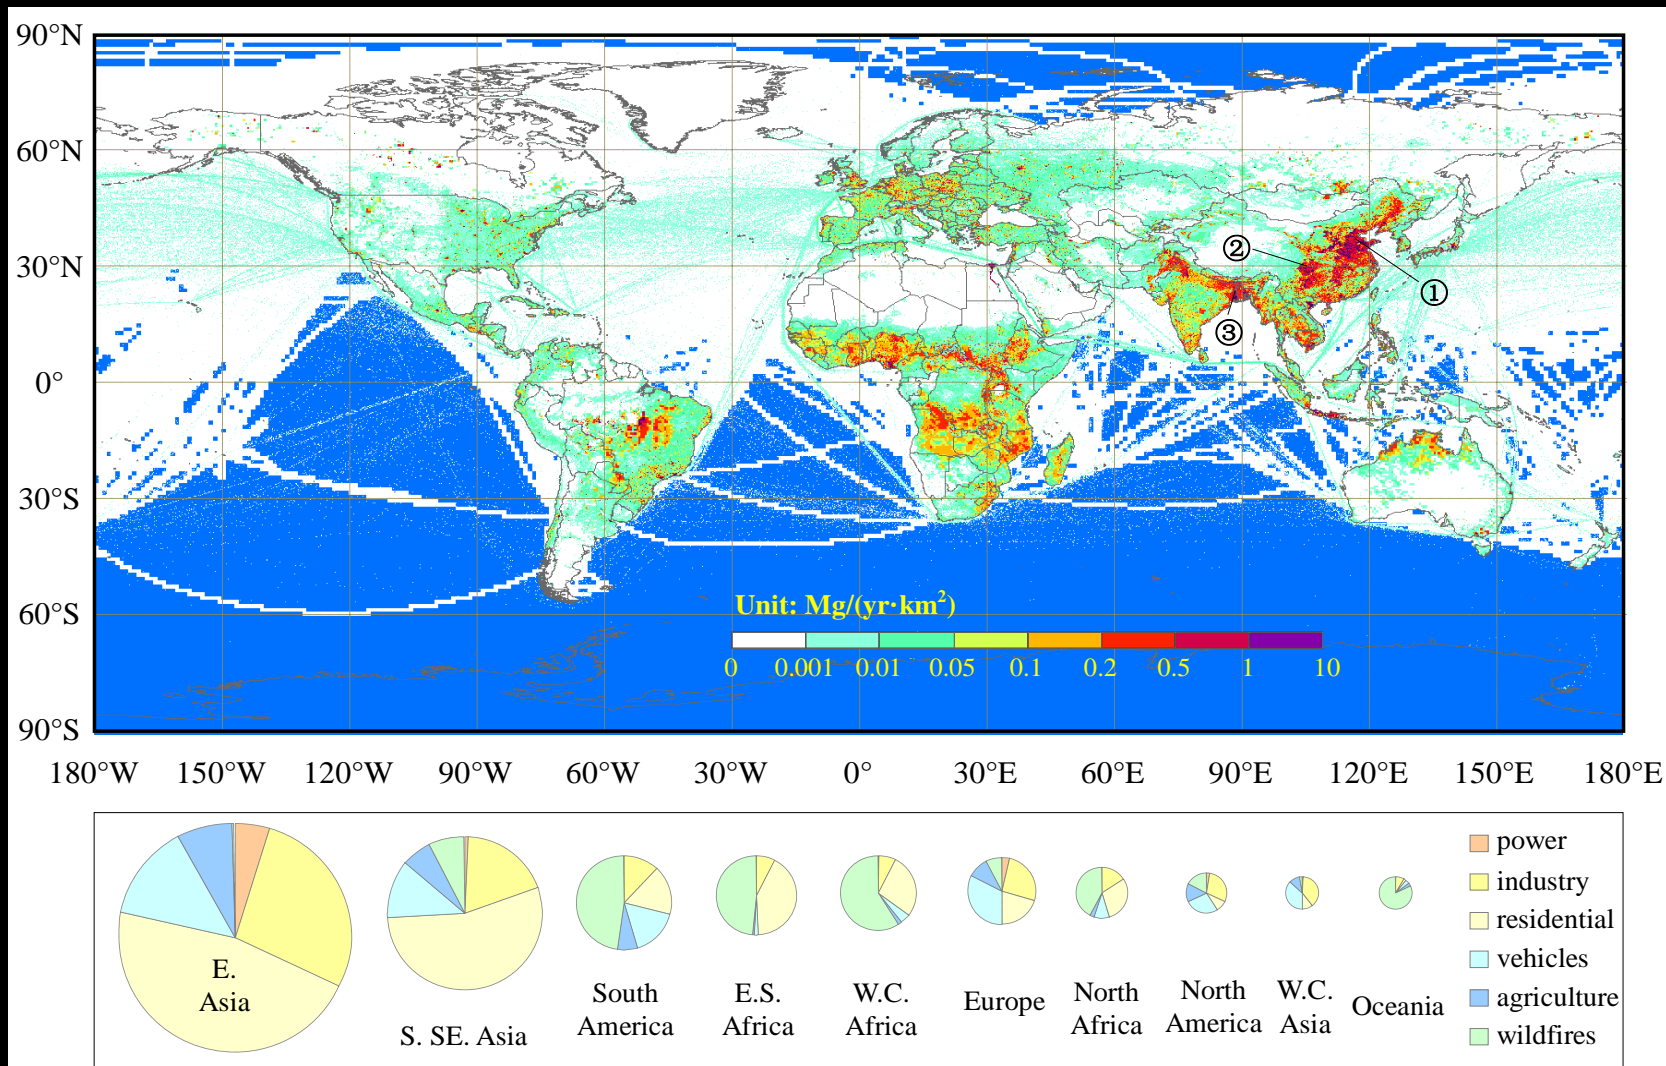 90°N
60°N
30°N
0°
30°S
60°S
90°S
②
①
③
Unit: Mg/(yr·km²)
0 0.001 0.01 0.05 0.1 0.2 0.5 1 10
180°W 150°W 120°W 90°W 60°W 30°W 0° 30°E 60°E 90°E 120°E 150°E 180°E
E.
Asia
S. SE. Asia
South
America
E.S.
Africa
W.C.
Africa
Europe
North
Africa
North
America
W.C.
Asia
Oceania
power
industry
residential
vehicles
agriculture
wildfires